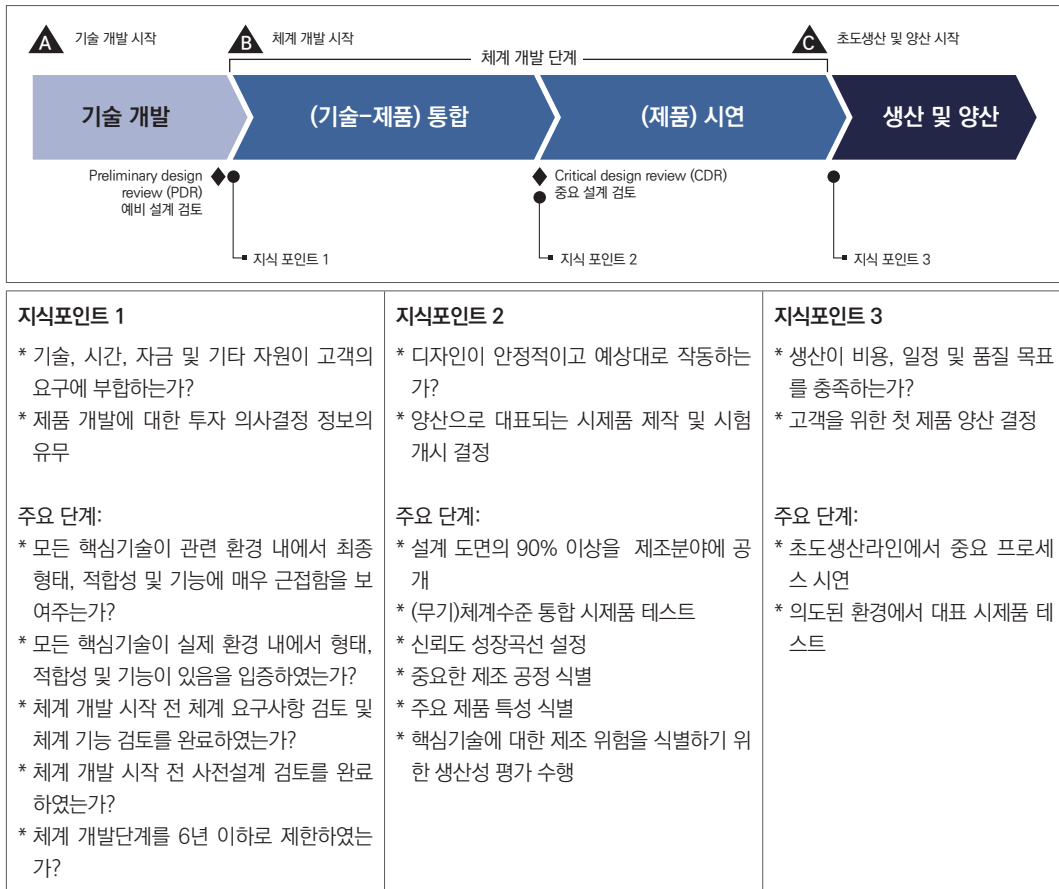 A 기술 개발 시작
B 체계 개발 시작
C 초도생산 및 양산 시작
체계 개발 단계
기술 개발
(기술-제품) 통합
(제품) 시연
생산 및 양산
Preliminary design
review (PDR)
예비 설계 검토
Critical design review (CDR)
중요 설계 검토
지식 포인트 1
지식 포인트 2
지식 포인트 3
지식포인트 1
* 기술, 시간, 자금 및 기타 자원이 고객의
요구에 부합하는가?
* 제품 개발에 대한 투자 의사결정 정보의
유무
주요 단계:
* 모든 핵심기술이 관련 환경 내에서 최종
형태, 적합성 및 기능에 매우 근접함을 보
여주는가?
* 모든 핵심기술이 실제 환경 내에서 형태,
적합성 및 기능이 있음을 입증하였는가?
* 체계 개발 시작 전 체계 요구사항 검토 및
체계 기능 검토를 완료하였는가?
* 체계 개발 시작 전 사전설계 검토를 완료
하였는가?
* 체계 개발단계를 6년 이하로 제한하였는
가?
지식포인트 2
* 디자인이 안정적이고 예상대로 작동하는
가?
* 양산으로 대표되는 시제품 제작 및 시험
개시 결정
주요 단계:
* 설계 도면의 90% 이상을 제조분야에 공
개
* (무기)체계수준 통합 시제품 테스트
* 신뢰도 성장곡선 설정
* 중요한 제조 공정 식별
* 주요 제품 특성 식별
* 핵심기술에 대한 제조 위험을 식별하기 위
한 생산성 평가 수행
지식포인트 3
* 생산이 비용, 일정 및 품질 목표
를 충족하는가?
* 고객을 위한 첫 제품 양산 결정
주요 단계:
* 초도생산라인에서 중요 프로세
스 시연
* 의도된 환경에서 대표 시제품 테
스트